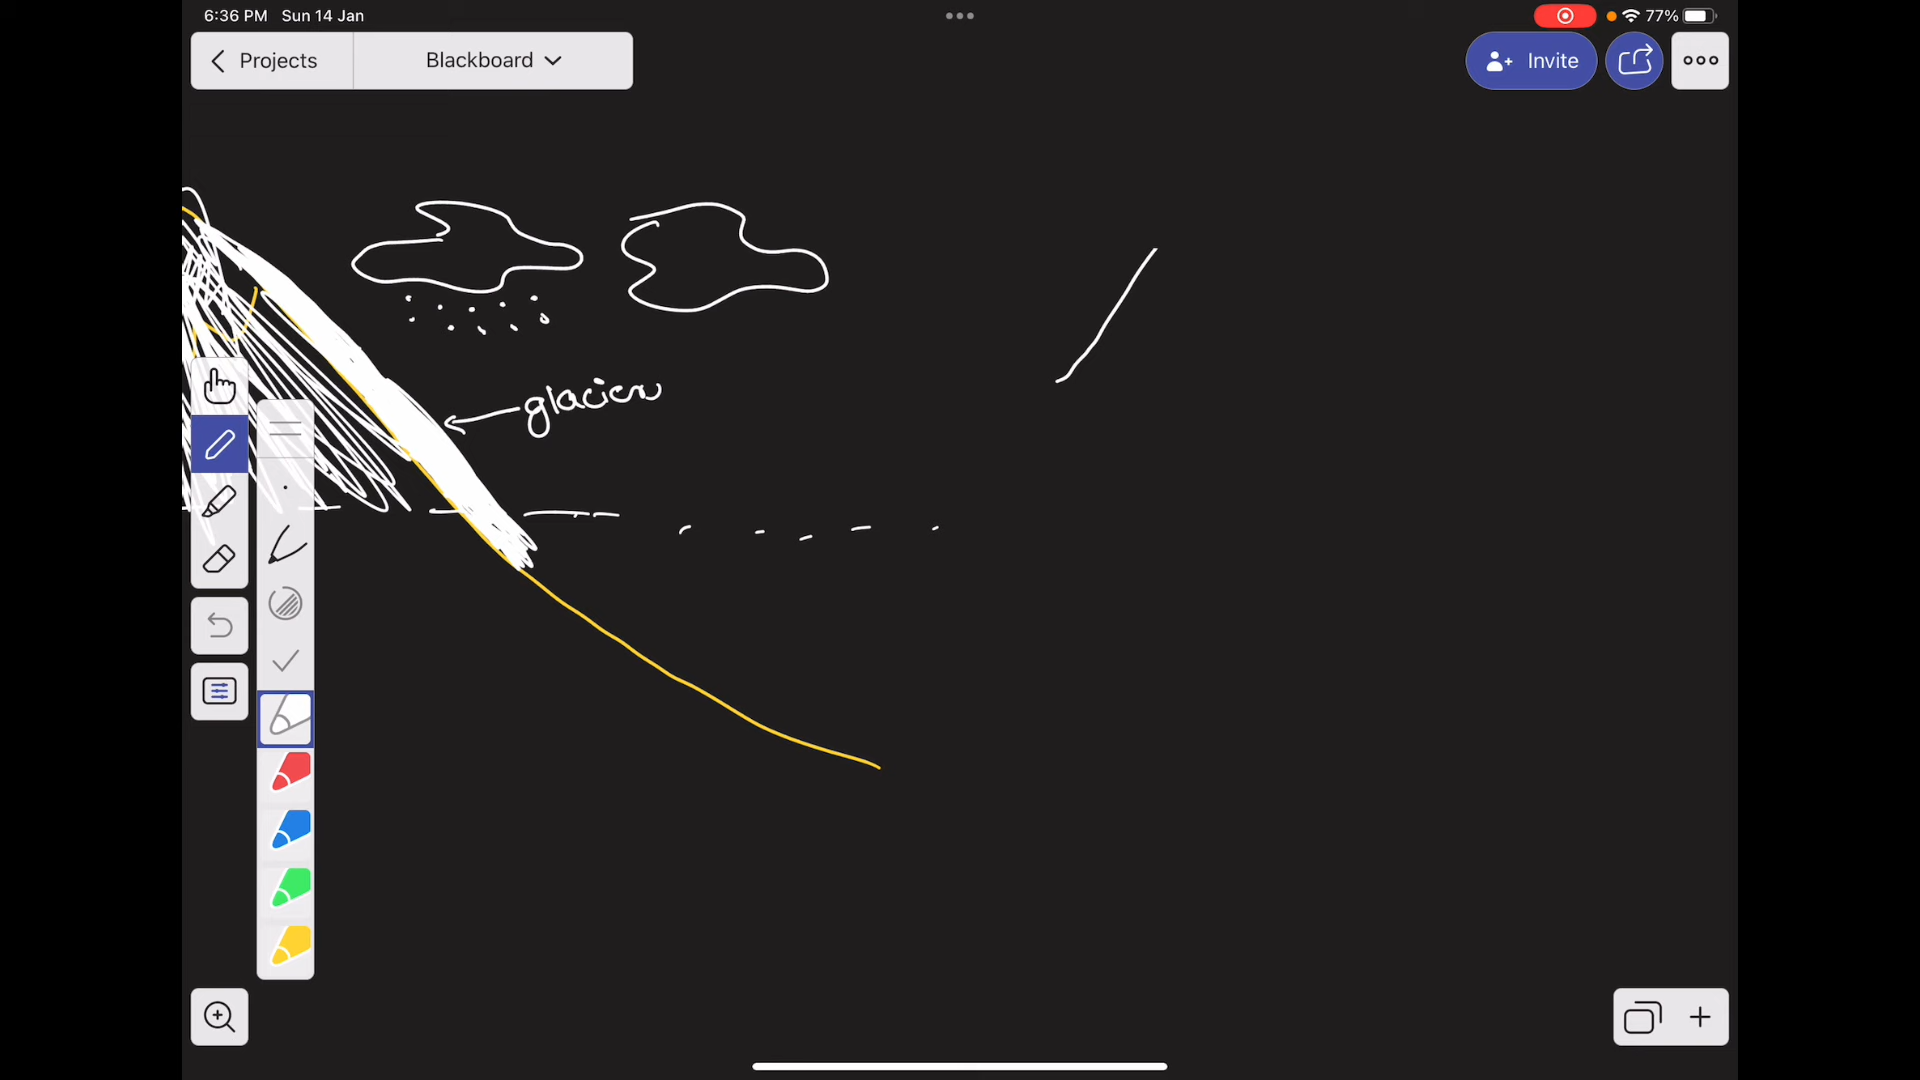 6:36 PM Sun 14 Jan
77%
Projects
Blackboard
Invite
glacier